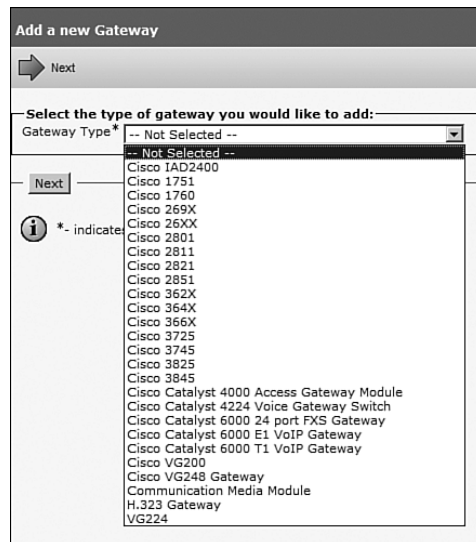 Add a new Gateway
Next
Select the type of gateway you would like to add:
Gateway Type* -- Not Selected --
-- Not Selected --
Cisco IAD2400
Cisco 1751
Cisco 1760
Cisco 269X
Cisco 26XX
Cisco 2801
Cisco 2811
Cisco 2821
Cisco 2851
Cisco 362X
Cisco 364X
Cisco 366X
Cisco 3725
Cisco 3745
Cisco 3825
Cisco 3845
Cisco Catalyst 4000 Access Gateway Module
Cisco Catalyst 4224 Voice Gateway Switch
Cisco Catalyst 6000 24 port FXS Gateway
Cisco Catalyst 6000 E1 VoIP Gateway
Cisco Catalyst 6000 T1 VoIP Gateway
Cisco VG200
Cisco VG248 Gateway
Communication Media Module
H.323 Gateway
VG224
Next
*- indicates